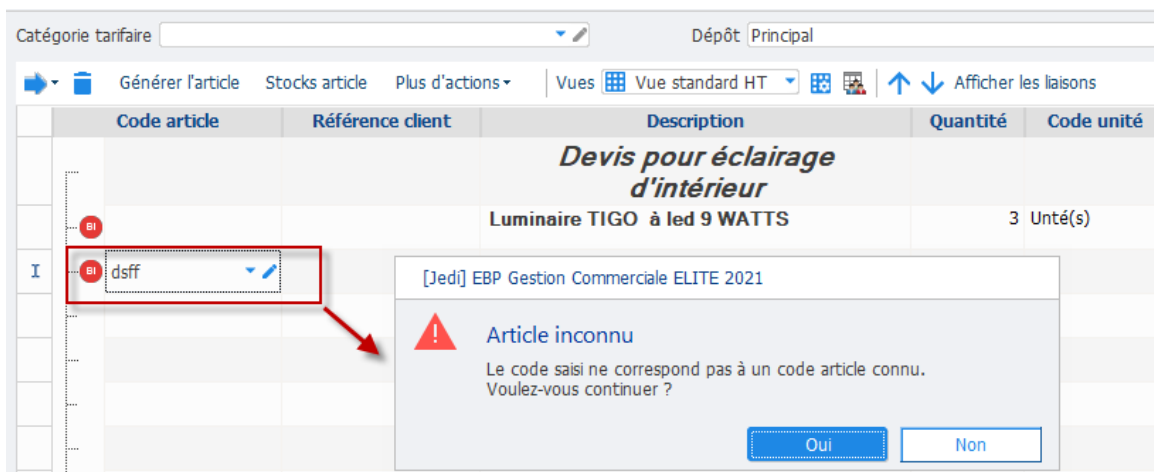 Catégorie tarifaire Dépôt Principal
Générer l'article Stocks article Plus d'actions Vues Vue standard HT Afficher les liaisons
Code article Référence client Description Quantité Code unité
Devis pour éclairage
d'intérieur
BI Luminaire TIGO à led 9 WATTS 3 Unté(s)
I BI dsff
[Jedi] EBP Gestion Commerciale ELITE 2021
Article inconnu
Le code saisi ne correspond pas à un code article connu.
Voulez-vous continuer ?
Oui Non